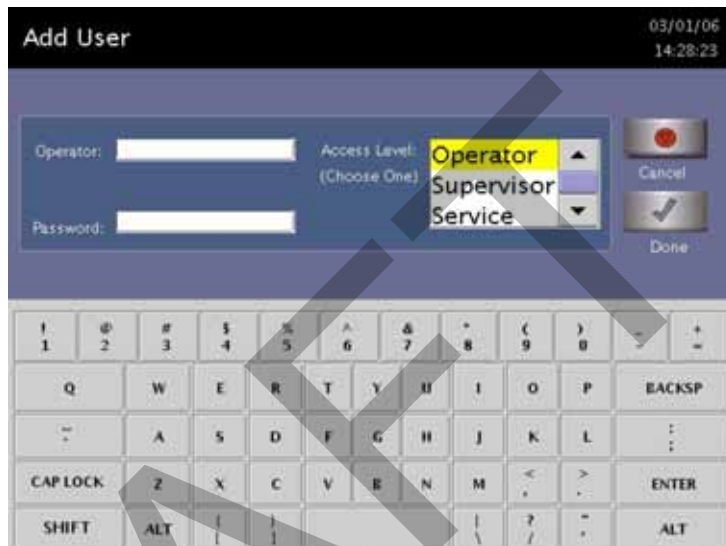 Add User
03/01/06
14:28:23
Operator:
Access Level:
(Choose One)
Operator
Supervisor
Service
Cancel
Password:
Done
! @ # $ % ^ & * ( ) - +
1 2 3 4 5 6 7 8 9 0 - =
Q W E R T Y U I O P BACKSP
A S D F G H J K L : ;
CAP LOCK Z X C V B N M < , > .
ENTER
SHIFT ALT { [ } ] | \ ? / ALT